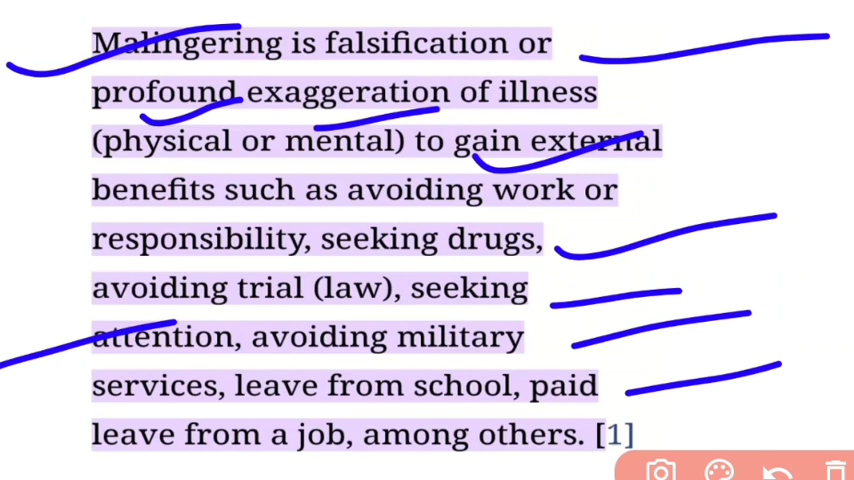 Malingering is falsification or
profound exaggeration of illness
(physical or mental) to gain external
benefits such as avoiding work or
responsibility, seeking drugs,
avoiding trial (law), seeking
attention, avoiding military
services, leave from school, paid
leave from a job, among others. [1]